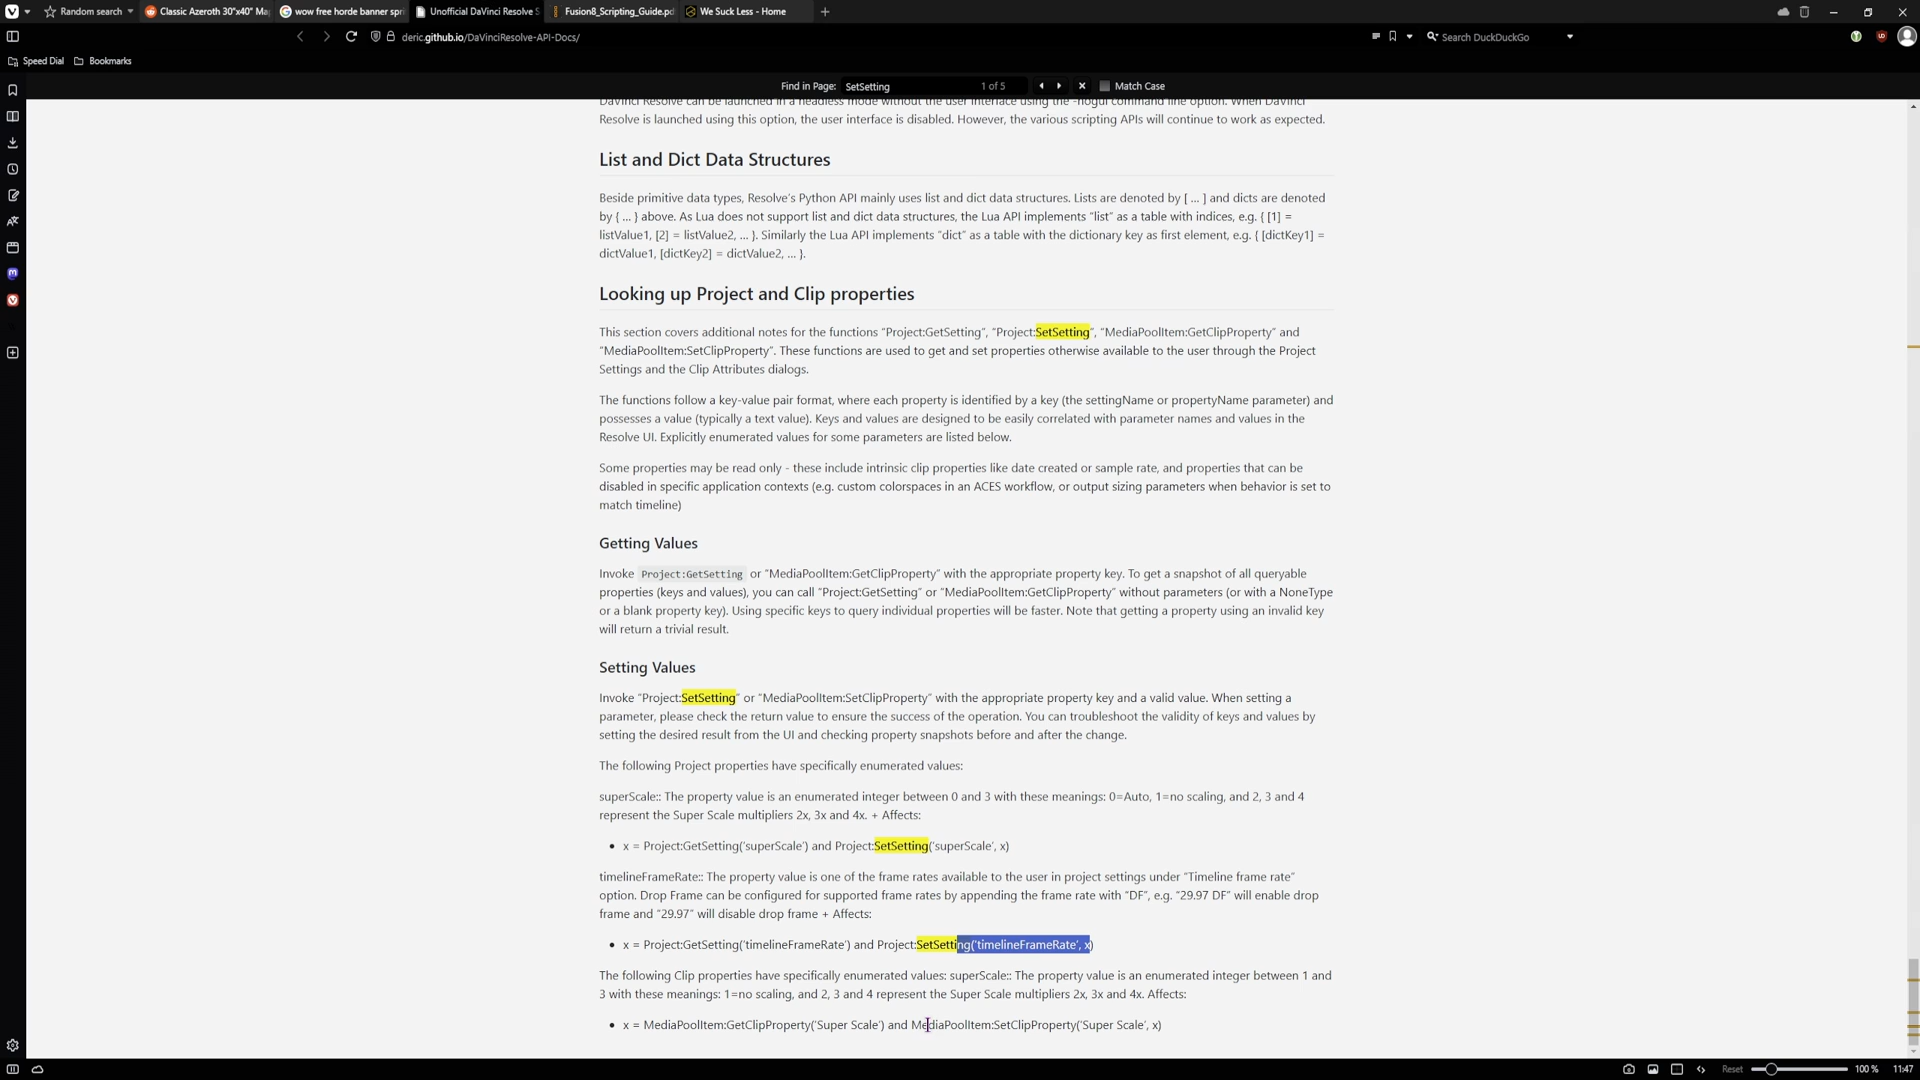 Random search
Classic Azeroth 30"x40" Ma
wow free horde banner spri
Unofficial DaVinci Resolve S
Fusion8_Scripting_Guide.pd
We Suck Less - Home
deric.github.io/DaVinciResolve-API-Docs/
Search DuckDuckGo
Speed Dial
Bookmarks
Find in Page:
SetSetting
1 of 5
Match Case
DaVinci Resolve can be launched in a headless mode without the user interface using the -nogui command line option. When DaVinci
Resolve is launched using this option, the user interface is disabled. However, the various scripting APIs will continue to work as expected.
List and Dict Data Structures
Beside primitive data types, Resolve's Python API mainly uses list and dict data structures. Lists are denoted by [ … ] and dicts are denoted
by { … } above. As Lua does not support list and dict data structures, the Lua API implements “list” as a table with indices, e.g. { [1] =
listValue1, [2] = listValue2, … }. Similarly the Lua API implements “dict” as a table with the dictionary key as first element, e.g. { [dictKey1] =
dictValue1, [dictKey2] = dictValue2, … }.
Looking up Project and Clip properties
This section covers additional notes for the functions “Project:GetSetting”, “Project:SetSetting”, “MediaPoolItem:GetClipProperty” and
“MediaPoolItem:SetClipProperty”. These functions are used to get and set properties otherwise available to the user through the Project
Settings and the Clip Attributes dialogs.
The functions follow a key-value pair format, where each property is identified by a key (the settingName or propertyName parameter) and
possesses a value (typically a text value). Keys and values are designed to be easily correlated with parameter names and values in the
Resolve UI. Explicitly enumerated values for some parameters are listed below.
Some properties may be read only - these include intrinsic clip properties like date created or sample rate, and properties that can be
disabled in specific application contexts (e.g. custom colorspaces in an ACES workflow, or output sizing parameters when behavior is set to
match timeline)
Getting Values
Invoke Project:GetSetting or “MediaPoolItem:GetClipProperty” with the appropriate property key. To get a snapshot of all queryable
properties (keys and values), you can call “Project:GetSetting” or “MediaPoolItem:GetClipProperty” without parameters (or with a NoneType
or a blank property key). Using specific keys to query individual properties will be faster. Note that getting a property using an invalid key
will return a trivial result.
Setting Values
Invoke “Project:SetSetting” or “MediaPoolItem:SetClipProperty” with the appropriate property key and a valid value. When setting a
parameter, please check the return value to ensure the success of the operation. You can troubleshoot the validity of keys and values by
setting the desired result from the UI and checking property snapshots before and after the change.
The following Project properties have specifically enumerated values:
superScale:: The property value is an enumerated integer between 0 and 3 with these meanings: 0=Auto, 1=no scaling, and 2, 3 and 4
represent the Super Scale multipliers 2x, 3x and 4x. + Affects:
• x = Project:GetSetting('superScale') and Project:SetSetting('superScale', x)
timelineFrameRate:: The property value is one of the frame rates available to the user in project settings under “Timeline frame rate”
option. Drop Frame can be configured for supported frame rates by appending the frame rate with “DF”, e.g. “29.97 DF” will enable drop
frame and “29.97” will disable drop frame + Affects:
• x = Project:GetSetting('timelineFrameRate') and Project:SetSetting('timelineFrameRate', x)
The following Clip properties have specifically enumerated values: superScale:: The property value is an enumerated integer between 1 and
3 with these meanings: 1=no scaling, and 2, 3 and 4 represent the Super Scale multipliers 2x, 3x and 4x. Affects:
• x = MediaPoolItem:GetClipProperty('Super Scale') and MediaPoolItem:SetClipProperty('Super Scale', x)
Reset
100 %
11:47